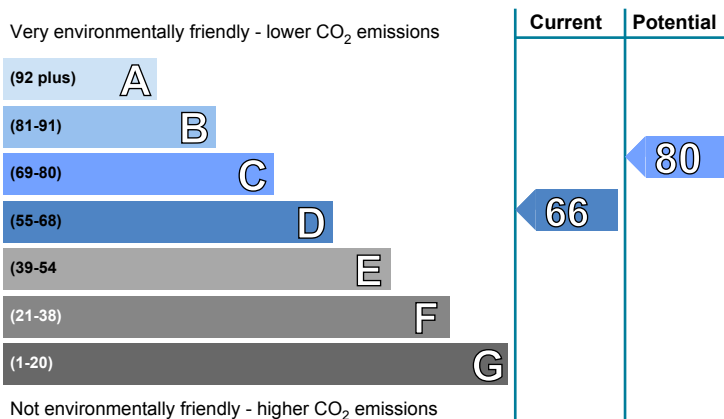 Current Potential
Very environmentally friendly - lower CO2 emissions
(92 plus) A
(81-91) B
(69-80) C
80
(55-68) D
66
(39-54 E
(21-38) F
(1-20) G
Not environmentally friendly - higher CO2 emissions